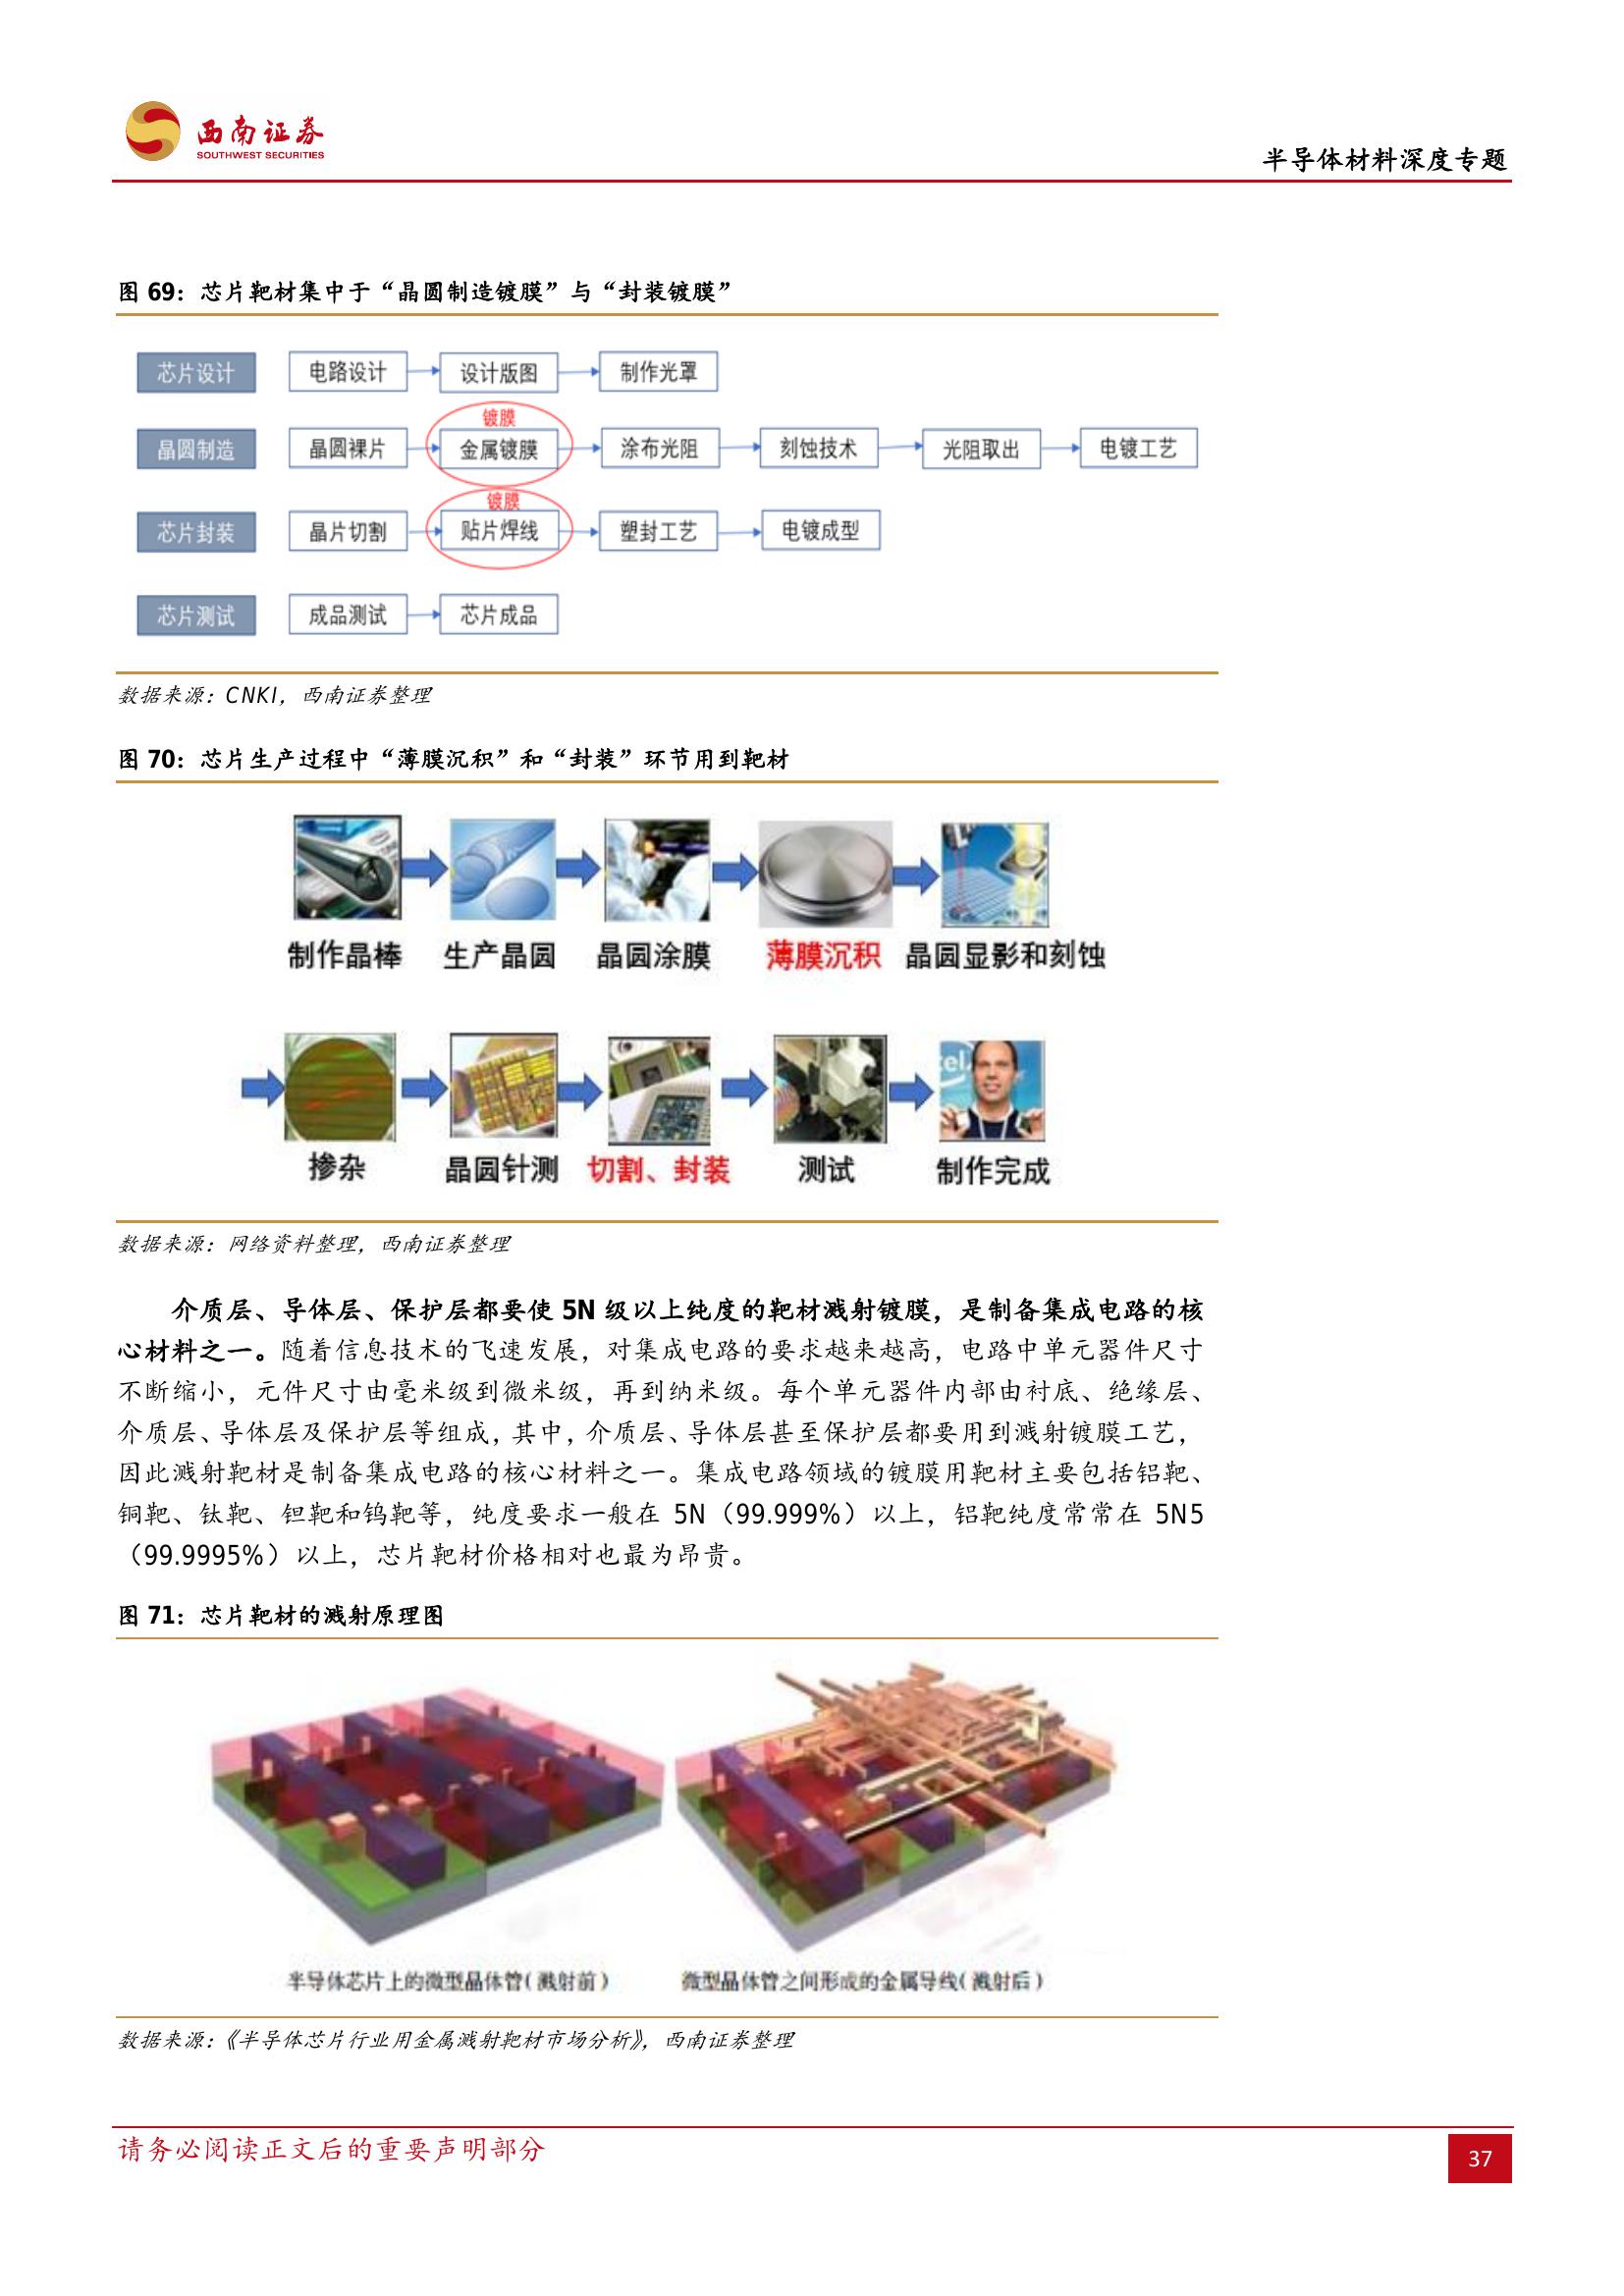 西南证券
SOUTHWEST SECURITIES
半导体材料深度专题
图 69：芯片靶材集中于“晶圆制造镀膜”与“封装镀膜”
芯片设计 电路设计 设计版图 制作光罩
镀膜
晶圆制造 晶圆裸片 金属镀膜 涂布光阻 刻蚀技术 光阻取出 电镀工艺
镀膜
芯片封装 晶片切割 贴片焊线 塑封工艺 电镀成型
芯片测试 成品测试 芯片成品
数据来源：CNKI，西南证券整理
图 70：芯片生产过程中“薄膜沉积”和“封装”环节用到靶材
制作晶棒 生产晶圆 晶圆涂膜 薄膜沉积 晶圆显影和刻蚀
tel
掺杂 晶圆针测 切割、封装 测试 制作完成
数据来源：网络资料整理，西南证券整理
介质层、导体层、保护层都要使 5N 级以上纯度的靶材溅射镀膜，是制备集成电路的核
心材料之一。随着信息技术的飞速发展，对集成电路的要求越来越高，电路中单元器件尺寸
不断缩小，元件尺寸由毫米级到微米级，再到纳米级。每个单元器件内部由衬底、绝缘层、
介质层、导体层及保护层等组成，其中，介质层、导体层甚至保护层都要用到溅射镀膜工艺，
因此溅射靶材是制备集成电路的核心材料之一。集成电路领域的镀膜用靶材主要包括铝靶、
铜靶、钛靶、钽靶和钨靶等，纯度要求一般在 5N（99.999%）以上，铝靶纯度常常在 5N5
（99.9995%）以上，芯片靶材价格相对也最为昂贵。
图 71：芯片靶材的溅射原理图
半导体芯片上的微型晶体管(溅射前) 微型晶体管之间形成的金属导线(溅射后)
数据来源：《半导体芯片行业用金属溅射靶材市场分析》，西南证券整理
请务必阅读正文后的重要声明部分
37